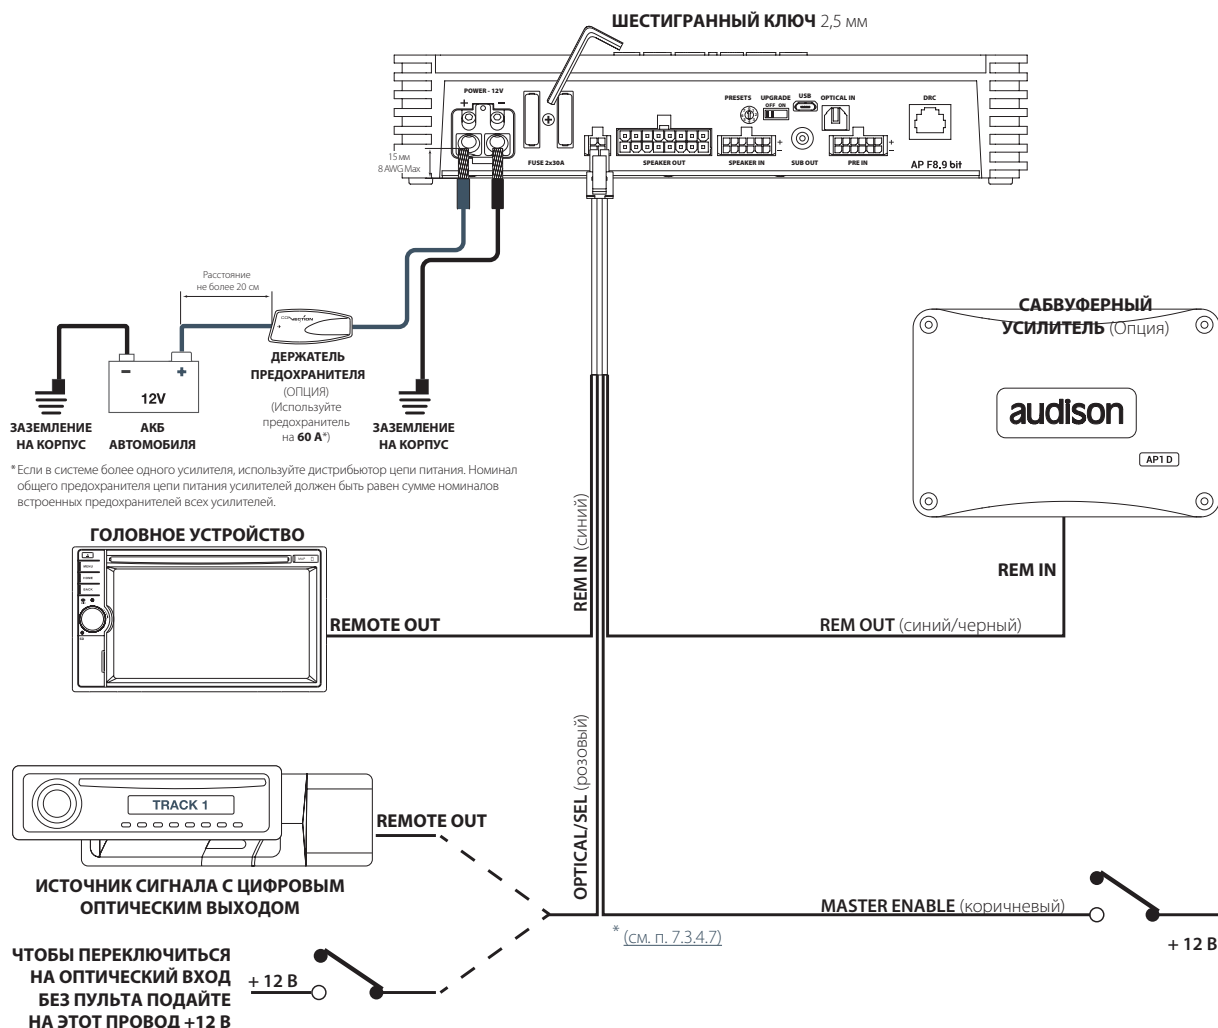 ШЕСТИГРАННЫЙ КЛЮЧ 2,5 мм
POWER - 12V
+ −
FUSE 2x30A
SPEAKER OUT
PRESETS
UPGRADE
OFF ON
USB
OPTICAL IN
DRC
SPEAKER IN
+
−
SUB OUT
PRE IN
+
−
AP F8.9 bit
15 мм
8 AWG Max
Расстояние
не более 20 см
CONNECTION
ДЕРЖАТЕЛЬ
ПРЕДОХРАНИТЕЛЯ
(ОПЦИЯ)
(Используйте
предохранитель
на 60 А*)
− +
12V
ЗАЗЕМЛЕНИЕ
НА КОРПУС
АКБ
АВТОМОБИЛЯ
ЗАЗЕМЛЕНИЕ
НА КОРПУС
* Если в системе более одного усилителя, используйте дистрибьютор цепи питания. Номинал
общего предохранителя цепи питания усилителей должен быть равен сумме номиналов
встроенных предохранителей всех усилителей.
САБВУФЕРНЫЙ
УСИЛИТЕЛЬ (Опция)
audison
AP1 D
REM IN
REM IN (синий)
REM OUT (синий/черный)
ГОЛОВНОЕ УСТРОЙСТВО
MENU
BACK
REMOTE OUT
TRACK 1
REMOTE OUT
ИСТОЧНИК СИГНАЛА С ЦИФРОВЫМ
ОПТИЧЕСКИМ ВЫХОДОМ
OPTICAL/SEL (розовый)
MASTER ENABLE (коричневый)
+ 12 В
* (см. п. 7.3.4.7)
ЧТОБЫ ПЕРЕКЛЮЧИТЬСЯ
НА ОПТИЧЕСКИЙ ВХОД
БЕЗ ПУЛЬТА ПОДАЙТЕ
НА ЭТОТ ПРОВОД +12 В
+ 12 В